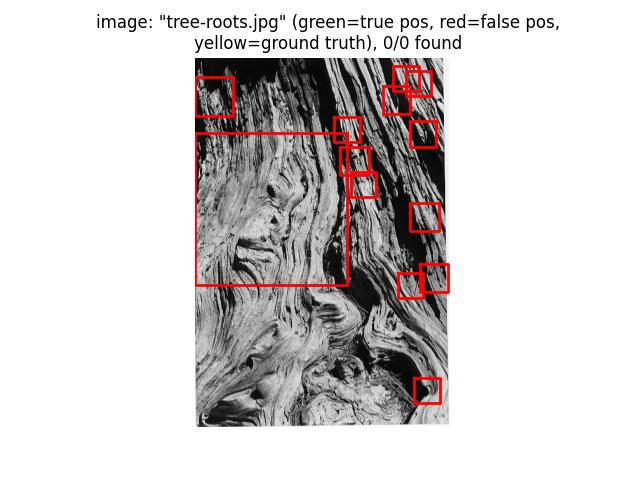 image: "tree-roots.jpg" (green=true pos, red=false pos,
yellow=ground truth), 0/0 found